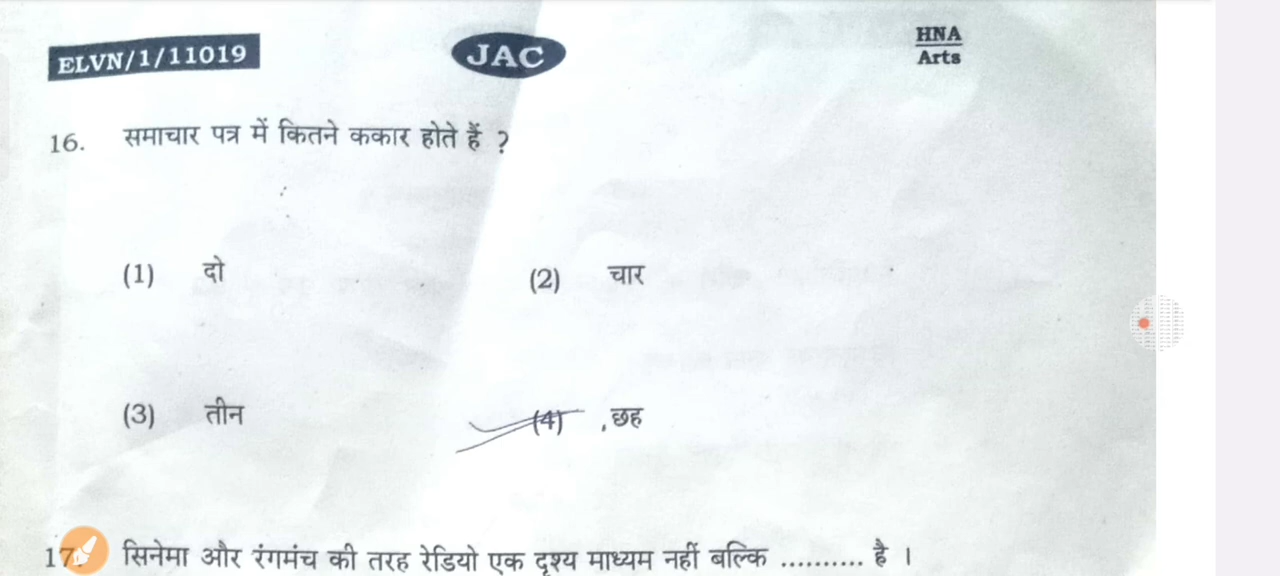 ELVN/1/11019 JAC HNA
Arts
16. समाचार पत्र में कितने ककार होते हैं ?
(1) दो (2) चार
(3) तीन (4) छह
17. सिनेमा और रंगमंच की तरह रेडियो एक दृश्य माध्यम नहीं बल्कि .......... है ।